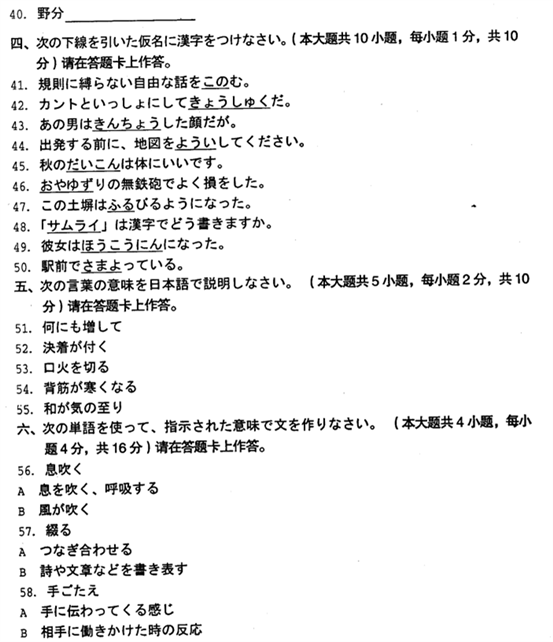 40. 野分
四、次の下線を引いた仮名に漢字をつけなさい。(本大题共10小题，每小题1分，共10
分)请在答题卡上作答。
41. 規則に縛らない自由な話をこのむ。
42. カントといっしょにしてきょうしゅくだ。
43. あの男はきんちょうした顔だが。
44. 出発する前に、地図をよういしてください。
45. 秋のだいこんは体にいいです。
46. おやゆずりの無鉄砲でよく損をした。
47. この土塀はふるびるようになった。
48. 「サムライ」は漢字でどう書きますか。
49. 彼女はほうこうにんになった。
50. 駅前でさまよっている。
五、次の言葉の意味を日本語で説明しなさい。 (本大题共5小题，每小题2分，共10
分)请在答题卡上作答。
51. 何にも増して
52. 決着が付く
53. 口火を切る
54. 背筋が寒くなる
55. 和が気の至り
六、次の単語を使って、指示された意味で文を作りなさい。 (本大题共4小题，每小
题4分，共16分)请在答题卡上作答。
56. 息吹く
A 息を吹く、呼吸する
B 風が吹く
57. 綴る
A つなぎ合わせる
B 詩や文章などを書き表す
58. 手ごたえ
A 手に伝わってくる感じ
B 相手に働きかけた時の反応